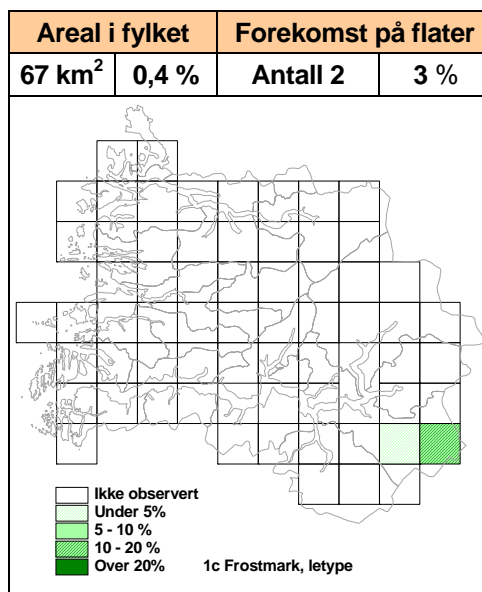 Areal i fylket Forekomst på flater
67 km² 0,4 % Antall 2 3 %
Ikke observert
Under 5%
5 - 10 %
10 - 20 %
Over 20% 1c Frostmark, letype